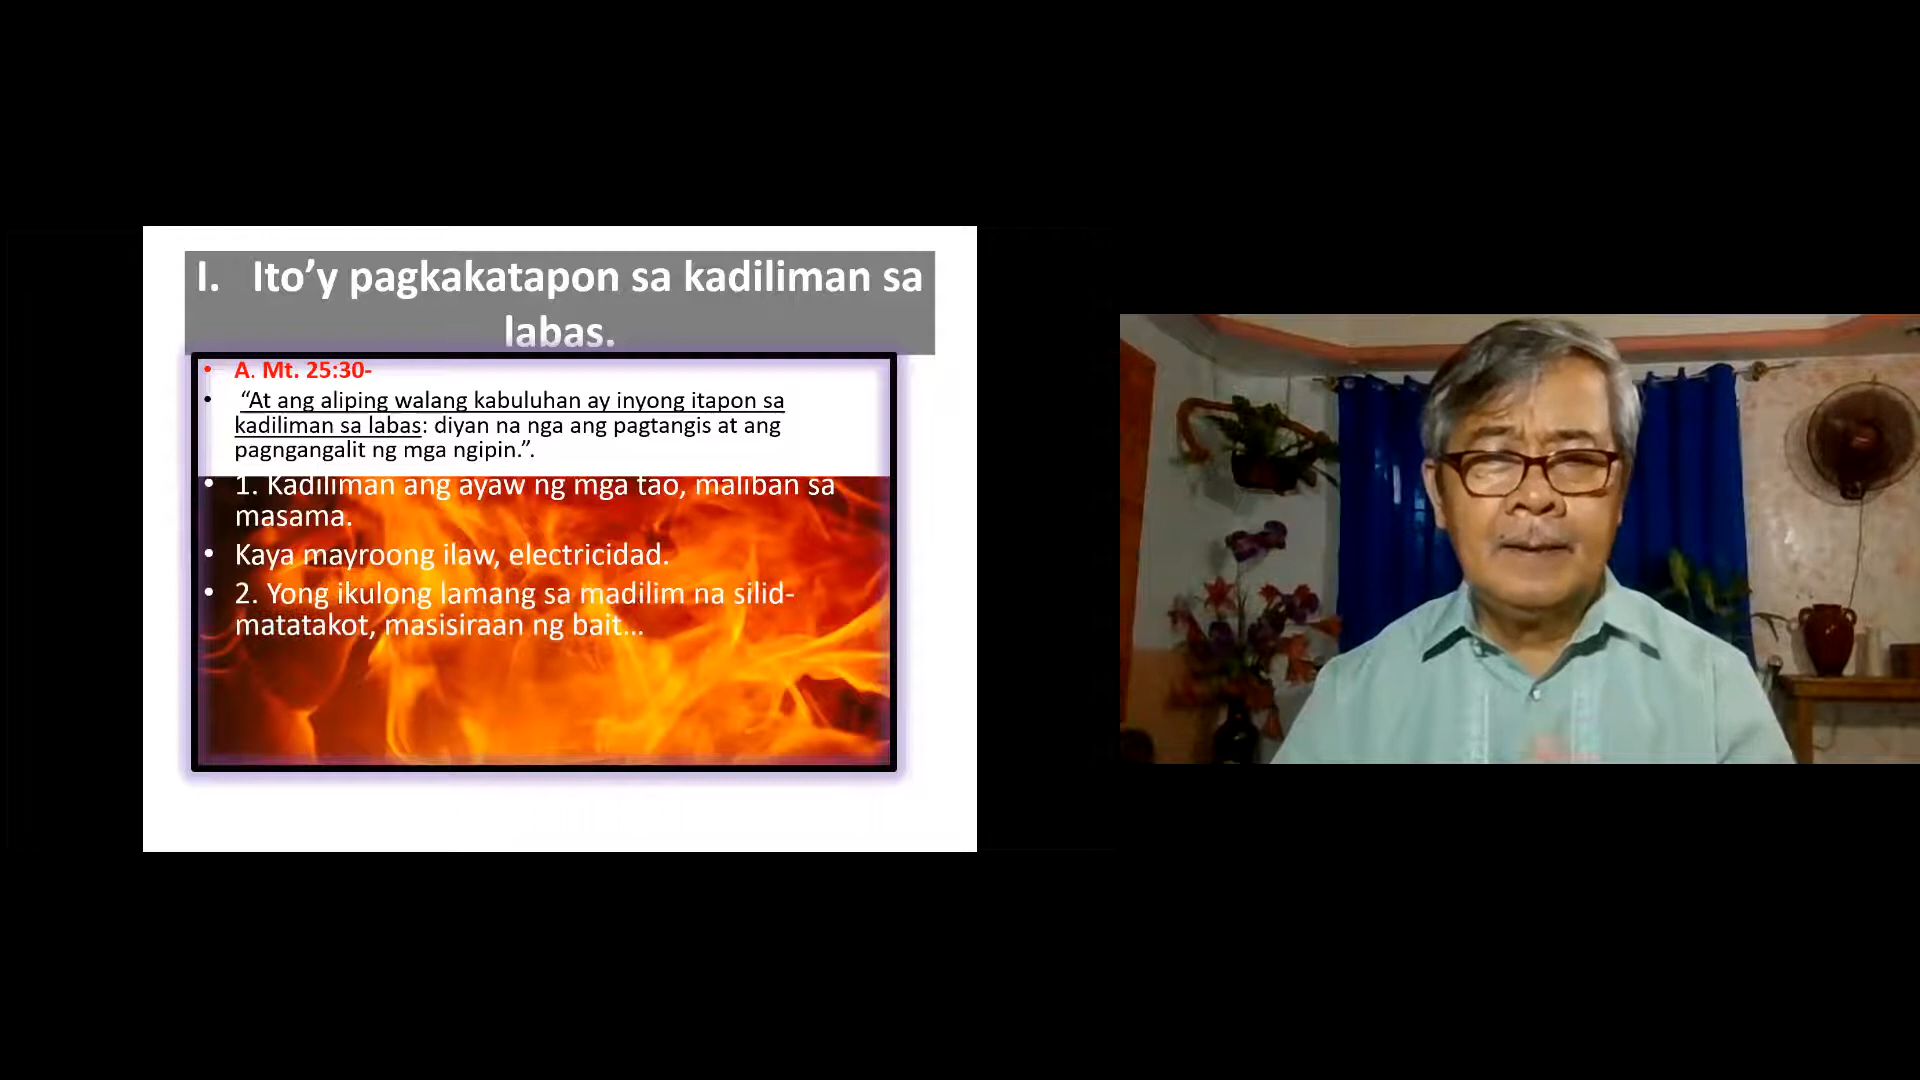 I. Ito’y pagkakatapon sa kadiliman sa
labas.
• A. Mt. 25:30-
• “At ang aliping walang kabuluhan ay inyong itapon sa
kadiliman sa labas: diyan na nga ang pagtangis at ang
pagngangalit ng mga ngipin.”.
• 1. Kadiliman ang ayaw ng mga tao, maliban sa
masama.
• Kaya mayroong ilaw, electricidad.
• 2. Yong ikulong lamang sa madilim na silid-
matatakot, masisiraan ng bait...